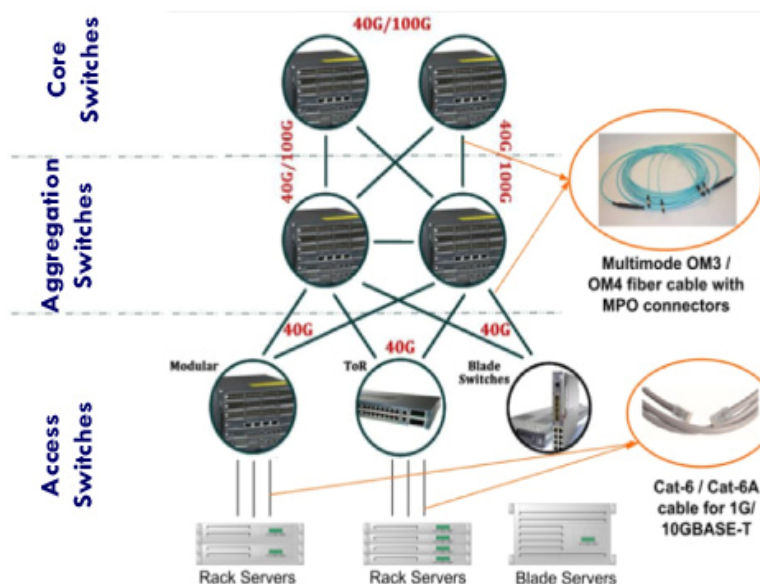 40G/100G
Core
Switches
40G/100G
40G/100G
Aggregation
Switches
Multimode OM3 /
OM4 fiber cable with
MPO connectors
40G
40G
40G
Modular
ToR
Blade
Switches
Access
Switches
Cat-6 / Cat-6A
cable for 1G/
10GBASE-T
Rack Servers
Rack Servers
Blade Servers